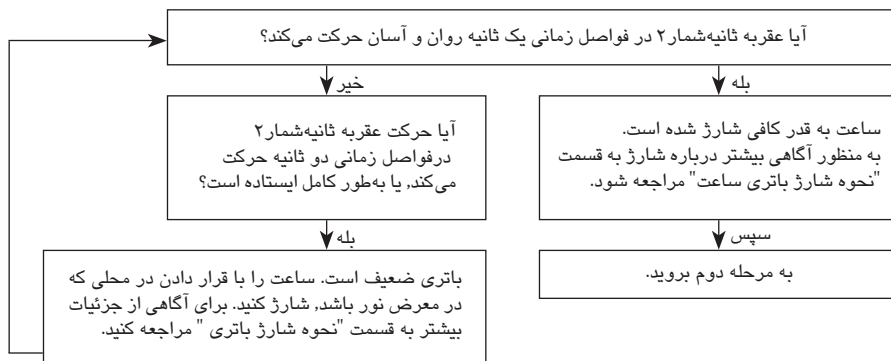 آیا عقربه ثانیه‌شمار۲ در فواصل زمانی یک ثانیه روان و آسان حرکت می‌کند؟
بله
خیر
ساعت به قدر کافی شارژ شده است.
به منظور آگاهی بیشتر درباره شارژ به قسمت
"نحوه شارژ باتری ساعت" مراجعه شود.
آیا حرکت عقربه ثانیه‌شمار۲
درفواصل زمانی دو ثانیه حرکت
می‌کند, یا به‌طور کامل ایستاده است؟
سپس
بله
به مرحله دوم بروید.
باتری ضعیف است. ساعت را با قرار دادن در محلی که
در معرض نور باشد, شارژ کنید. برای آگاهی از جزئیات
بیشتر به قسمت "نحوه شارژ باتری " مراجعه کنید.